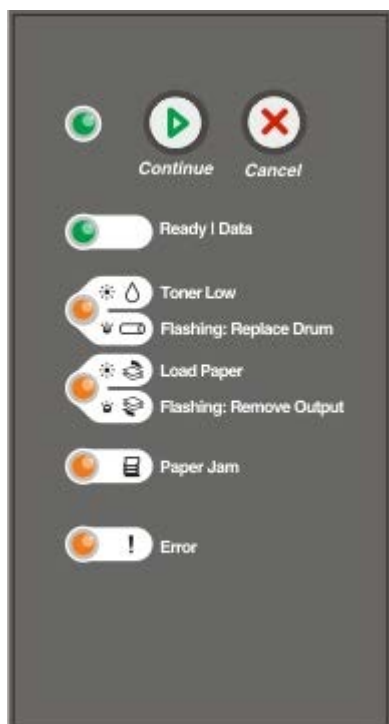 Continue
Cancel
Ready | Data
Toner Low
Flashing: Replace Drum
Load Paper
Flashing: Remove Output
Paper Jam
! Error